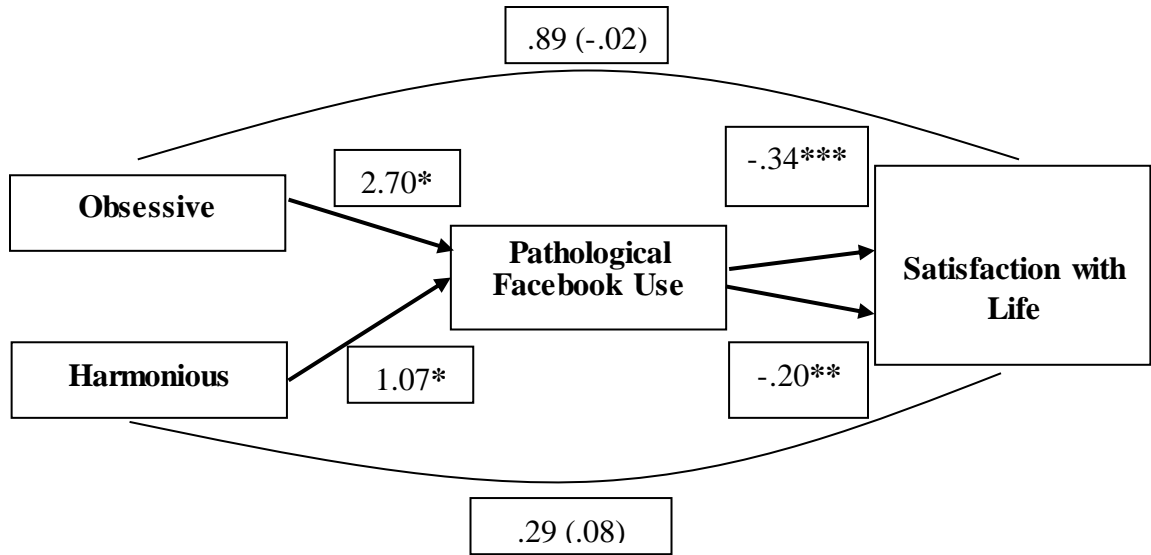 .89 (-.02)
-.34***
2.70*
Obsessive
Pathological
Facebook Use
Satisfaction with
Life
Harmonious
1.07*
-.20**
.29 (.08)